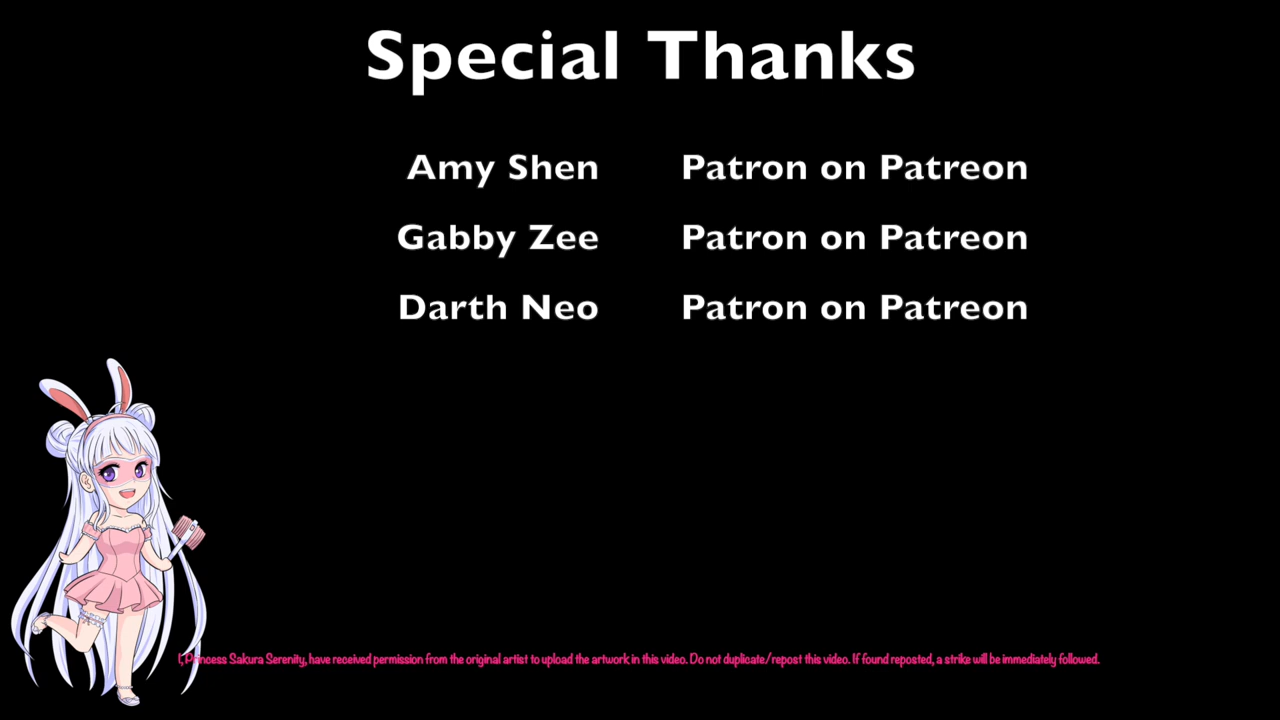 Special Thanks
Amy Shen Patron on Patreon
Gabby Zee Patron on Patreon
Darth Neo Patron on Patreon
I, Princess Sakura Serenity, have received permission from the original artist to upload the artwork in this video. Do not duplicate/repost this video. If found reposted, a strike will be immediately followed.